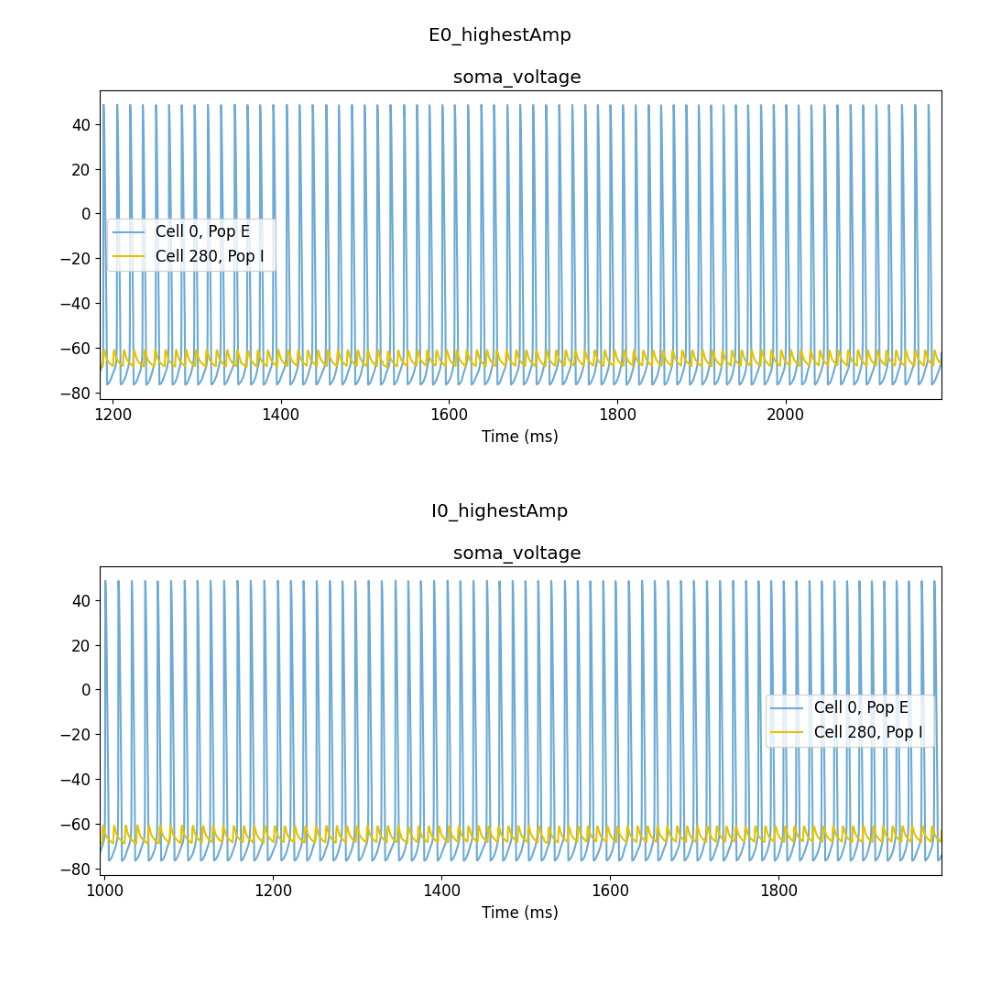 E0_highestAmp
soma_voltage
40
20
0
−20
−40
−60
−80
Cell 0, Pop E
Cell 280, Pop I
1200 1400 1600 1800 2000
Time (ms)
I0_highestAmp
soma_voltage
40
20
0
−20
−40
−60
−80
Cell 0, Pop E
Cell 280, Pop I
1000 1200 1400 1600 1800
Time (ms)